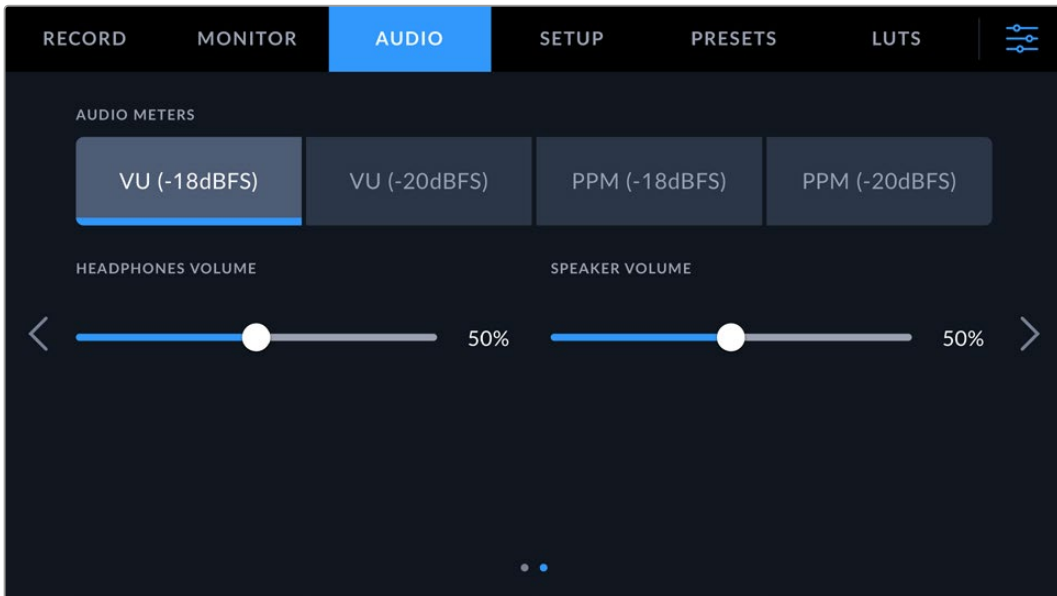 RECORD MONITOR AUDIO SETUP PRESETS LUTS
AUDIO METERS
VU (-18dBFS) VU (-20dBFS) PPM (-18dBFS) PPM (-20dBFS)
HEADPHONES VOLUME SPEAKER VOLUME
50% 50%